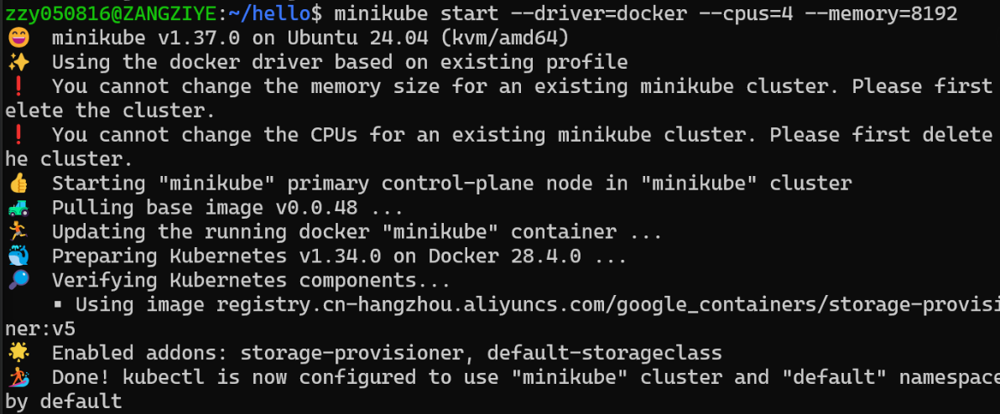 zzy050816@ZANGZIYE:~/hello$ minikube start --driver=docker --cpus=4 --memory=8192
😄  minikube v1.37.0 on Ubuntu 24.04 (kvm/amd64)
✨  Using the docker driver based on existing profile
❗  You cannot change the memory size for an existing minikube cluster. Please first
elete the cluster.
❗  You cannot change the CPUs for an existing minikube cluster. Please first delete
he cluster.
👍  Starting "minikube" primary control-plane node in "minikube" cluster
🚜  Pulling base image v0.0.48 ...
🏃  Updating the running docker "minikube" container ...
🐳  Preparing Kubernetes v1.34.0 on Docker 28.4.0 ...
🔎  Verifying Kubernetes components...
▪ Using image registry.cn-hangzhou.aliyuncs.com/google_containers/storage-provisi
ner:v5
🌟  Enabled addons: storage-provisioner, default-storageclass
🏄  Done! kubectl is now configured to use "minikube" cluster and "default" namespace
by default